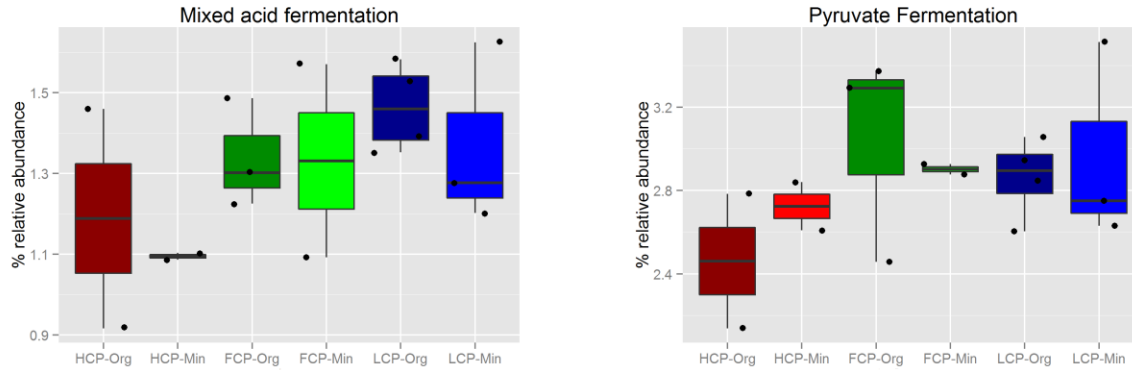 Mixed acid fermentation
% relative abundance
1.5
1.3
1.1
0.9
HCP-Org HCP-Min FCP-Org FCP-Min LCP-Org LCP-Min
Pyruvate Fermentation
% relative abundance
3.2
2.8
2.4
HCP-Org HCP-Min FCP-Org FCP-Min LCP-Org LCP-Min